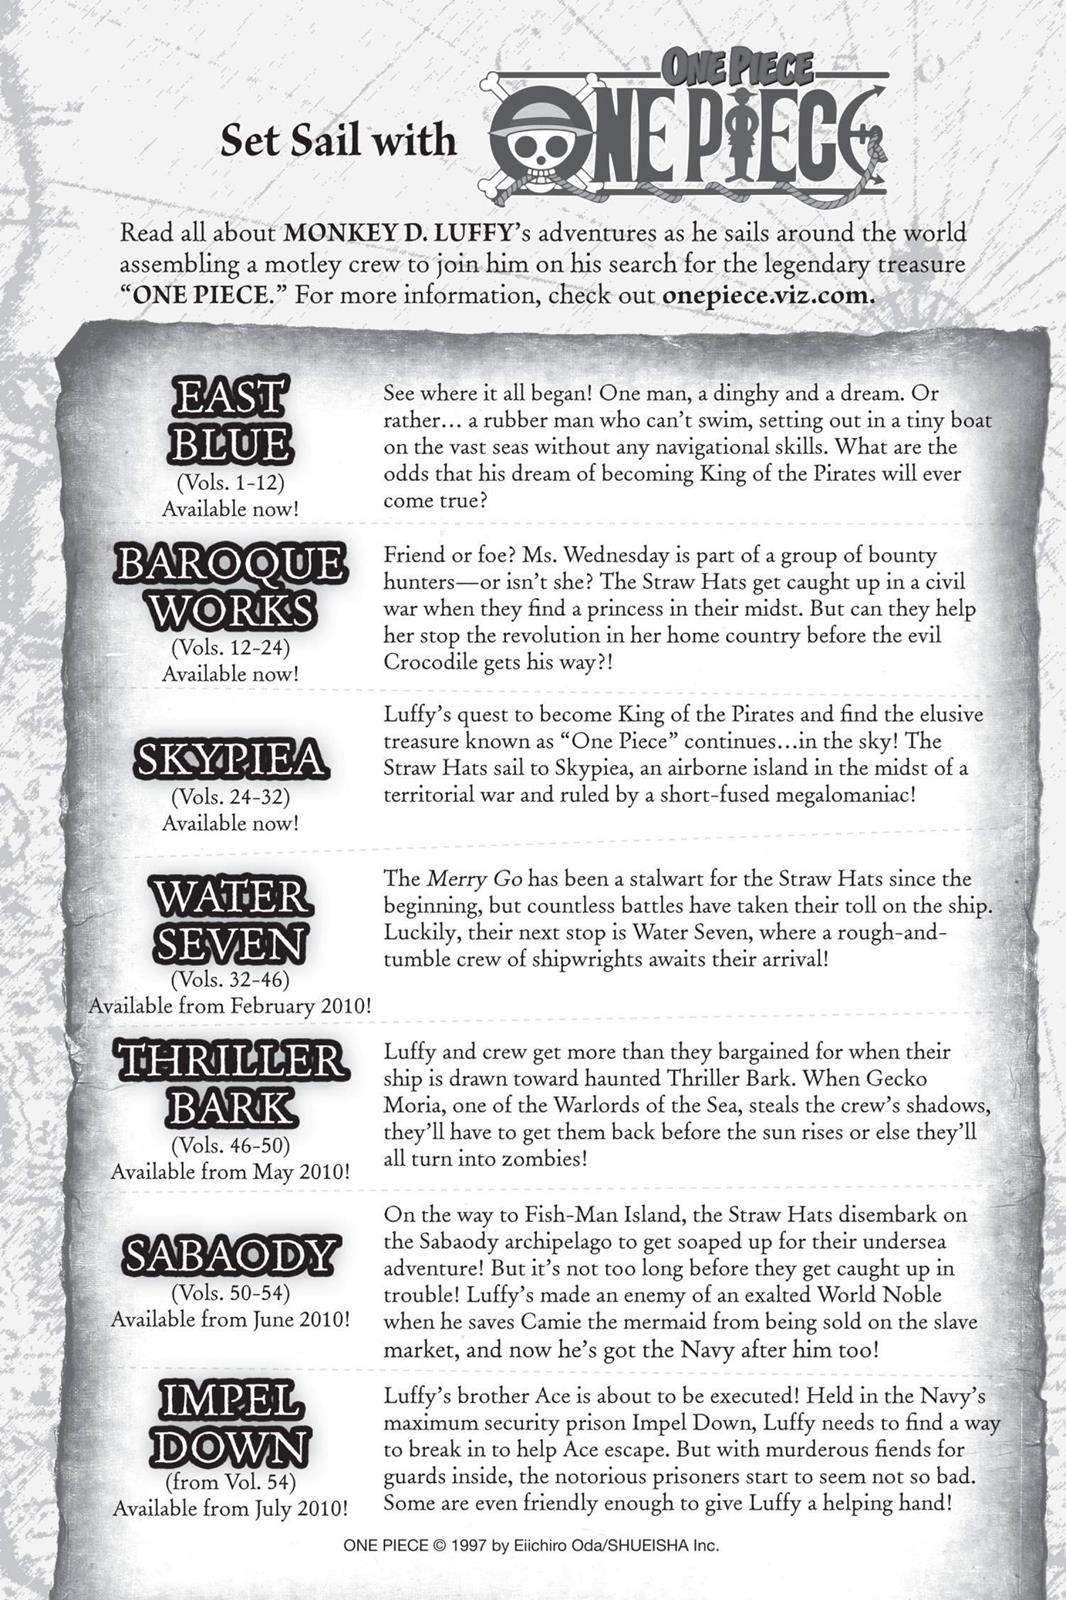 ONE PIECE
Set Sail with ONE PIECE
Read all about MONKEY D. LUFFY's adventures as he sails around the world
assembling a motley crew to join him on his search for the legendary treasure
“ONE PIECE.” For more information, check out onepiece.viz.com.
EAST
BLUE
(Vols. 1-12)
Available now!
See where it all began! One man, a dinghy and a dream. Or
rather... a rubber man who can't swim, setting out in a tiny boat
on the vast seas without any navigational skills. What are the
odds that his dream of becoming King of the Pirates will ever
come true?
BAROQUE
WORKS
(Vols. 12-24)
Available now!
Friend or foe? Ms. Wednesday is part of a group of bounty
hunters—or isn't she? The Straw Hats get caught up in a civil
war when they find a princess in their midst. But can they help
her stop the revolution in her home country before the evil
Crocodile gets his way?!
SKYPIEA
(Vols. 24-32)
Available now!
Luffy's quest to become King of the Pirates and find the elusive
treasure known as “One Piece” continues...in the sky! The
Straw Hats sail to Skypiea, an airborne island in the midst of a
territorial war and ruled by a short-fused megalomaniac!
WATER
SEVEN
(Vols. 32-46)
Available from February 2010!
The Merry Go has been a stalwart for the Straw Hats since the
beginning, but countless battles have taken their toll on the ship.
Luckily, their next stop is Water Seven, where a rough-and-
tumble crew of shipwrights awaits their arrival!
THRILLER
BARK
(Vols. 46-50)
Available from May 2010!
Luffy and crew get more than they bargained for when their
ship is drawn toward haunted Thriller Bark. When Gecko
Moria, one of the Warlords of the Sea, steals the crew's shadows,
they'll have to get them back before the sun rises or else they'll
all turn into zombies!
SABAODY
(Vols. 50-54)
Available from June 2010!
On the way to Fish-Man Island, the Straw Hats disembark on
the Sabaody archipelago to get soaped up for their undersea
adventure! But it's not too long before they get caught up in
trouble! Luffy's made an enemy of an exalted World Noble
when he saves Camie the mermaid from being sold on the slave
market, and now he's got the Navy after him too!
IMPEL
DOWN
(from Vol. 54)
Available from July 2010!
Luffy's brother Ace is about to be executed! Held in the Navy's
maximum security prison Impel Down, Luffy needs to find a way
to break in to help Ace escape. But with murderous fiends for
guards inside, the notorious prisoners start to seem not so bad.
Some are even friendly enough to give Luffy a helping hand!
ONE PIECE © 1997 by Eiichiro Oda/SHUEISHA Inc.